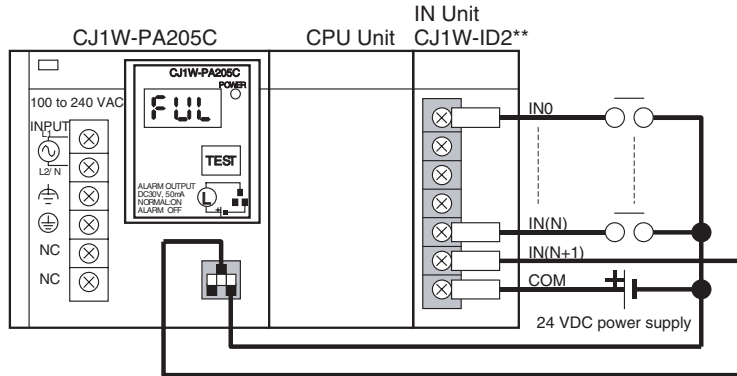 IN Unit
CJ1W-PA205C CPU Unit CJ1W-ID2**
CJ1W-PA205C
POWER
100 to 240 VAC
FUL
INPUT
L1
L2/ N
TEST
ALARM OUTPUT
DC30V, 50mA
NORMAL:ON
ALARM OFF
L
NC
NC
IN0
IN(N)
IN(N+1)
COM
+
24 VDC power supply